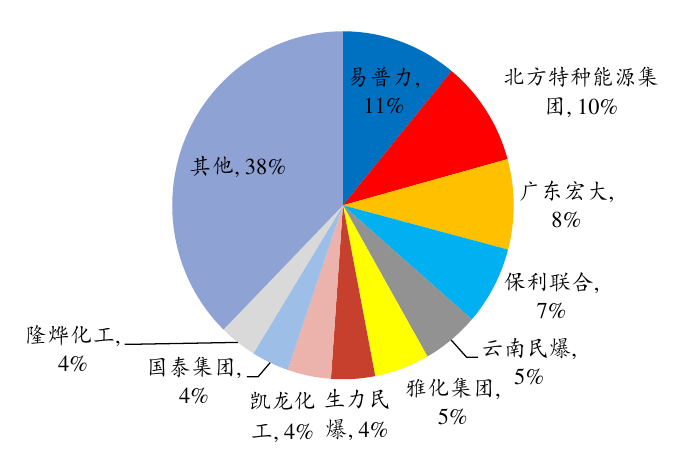 易普力,
11%
北方特种能源集
团, 10%
广东宏大,
8%
保利联合,
7%
云南民爆,
5%
雅化集团,
5%
生力民
爆, 4%
凯龙化
工, 4%
国泰集团,
4%
隆烨化工,
4%
其他, 38%